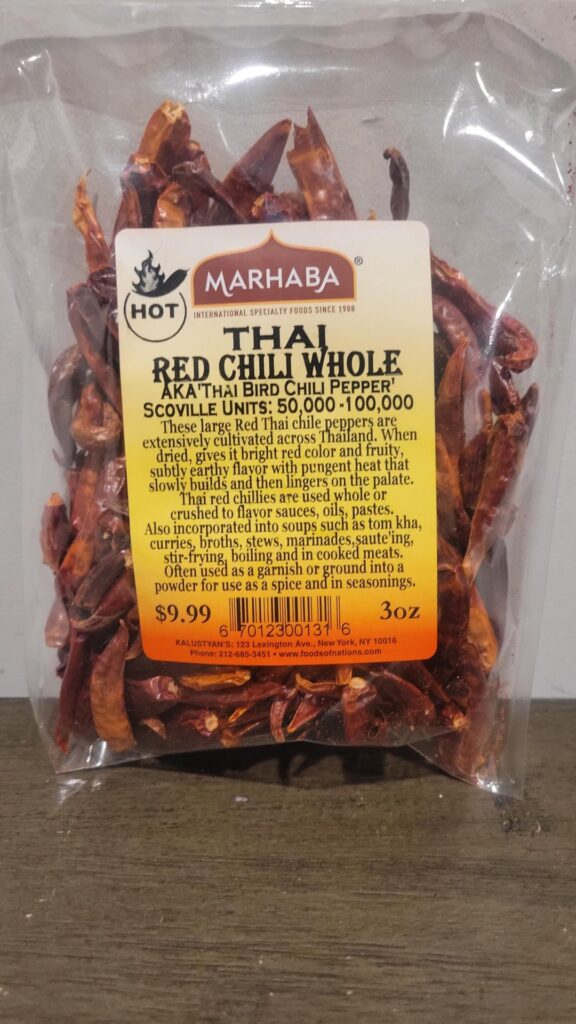 MARHABA®
INTERNATIONAL SPECIALTY FOODS SINCE 1988
HOT
THAI
RED CHILI WHOLE
AKA'THAI BIRD CHILI PEPPER'
SCOVILLE UNITS: 50,000 -100,000
These large Red Thai chile peppers are
extensively cultivated across Thailand. When
dried, gives it bright red color and fruity,
subtly earthy flavor with pungent heat that
slowly builds and then lingers on the palate.
Thai red chillies are used whole or
crushed to flavor sauces, oils, pastes.
Also incorporated into soups such as tom kha,
curries, broths, stews, marinades,saute'ing,
stir-frying, boiling and in cooked meats.
Often used as a garnish or ground into a
powder for use as a spice and in seasonings.
$9.99
6 70123 00131 6
3oz
KALUSTYAN'S: 123 Lexington Ave., New York, NY 10016
Phone: 212-685-3451 • www.foodsofnations.com